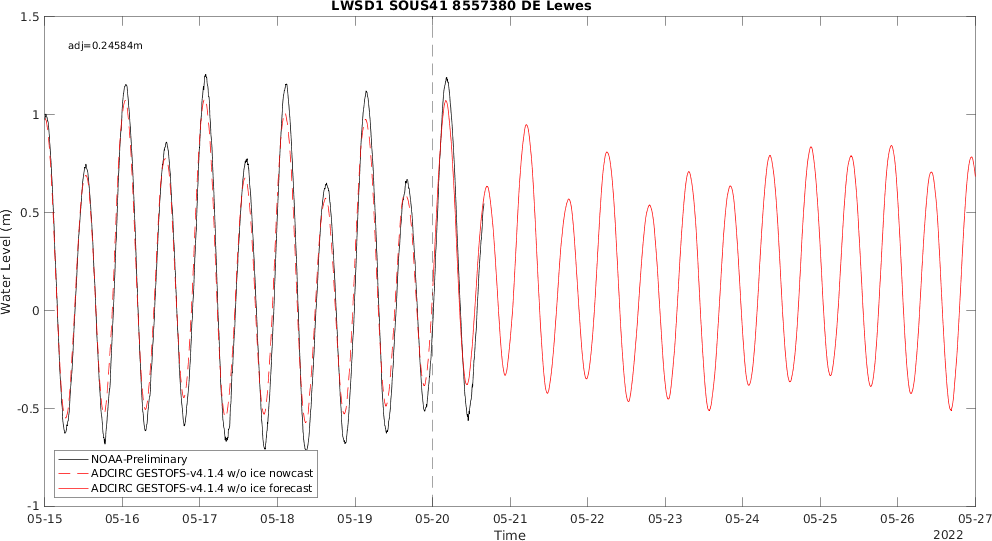 LWSD1 SOUS41 8557380 DE Lewes
adj=0.24584m
1.5
1
0.5
0
-0.5
-1
Water Level (m)
NOAA-Preliminary
ADCIRC GESTOFS-v4.1.4 w/o ice nowcast
ADCIRC GESTOFS-v4.1.4 w/o ice forecast
05-15 05-16 05-17 05-18 05-19 05-20 05-21 05-22 05-23 05-24 05-25 05-26 05-27
Time
2022